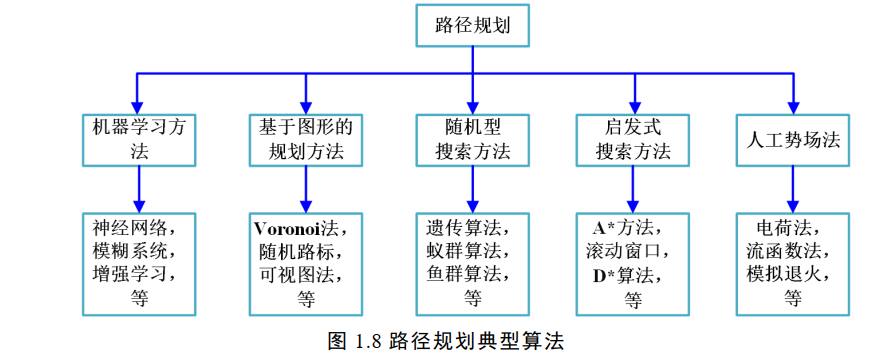 路径规划
机器学习方
法
基于图形的
规划方法
随机型
搜索方法
启发式
搜索方法
人工势场法
神经网络，
模糊系统，
增强学习，
等
Voronoi法，
随机路标，
可视图法，
等
遗传算法，
蚁群算法，
鱼群算法，
等
A*方法，
滚动窗口，
D*算法，
等
电荷法，
流函数法，
模拟退火，
等
图 1.8 路径规划典型算法